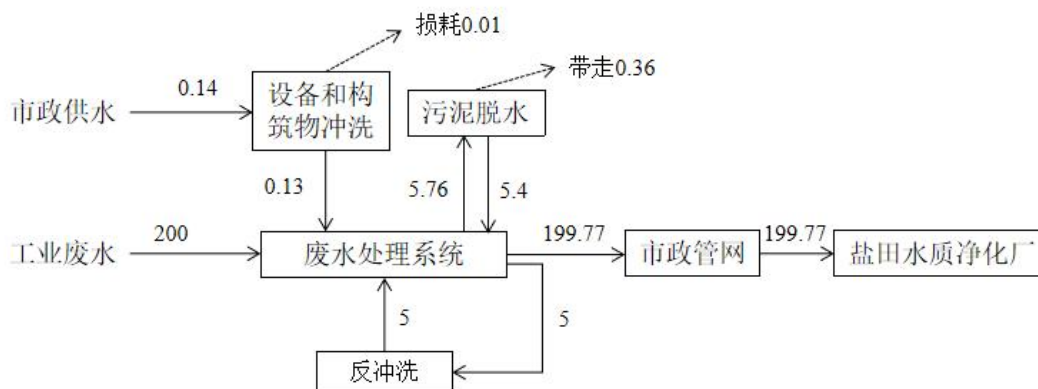 损耗0.01
带走0.36
0.14
市政供水
设备和构
筑物冲洗
污泥脱水
0.13
5.76
5.4
工业废水
200
废水处理系统
199.77
市政管网
199.77
盐田水质净化厂
5
5
反冲洗